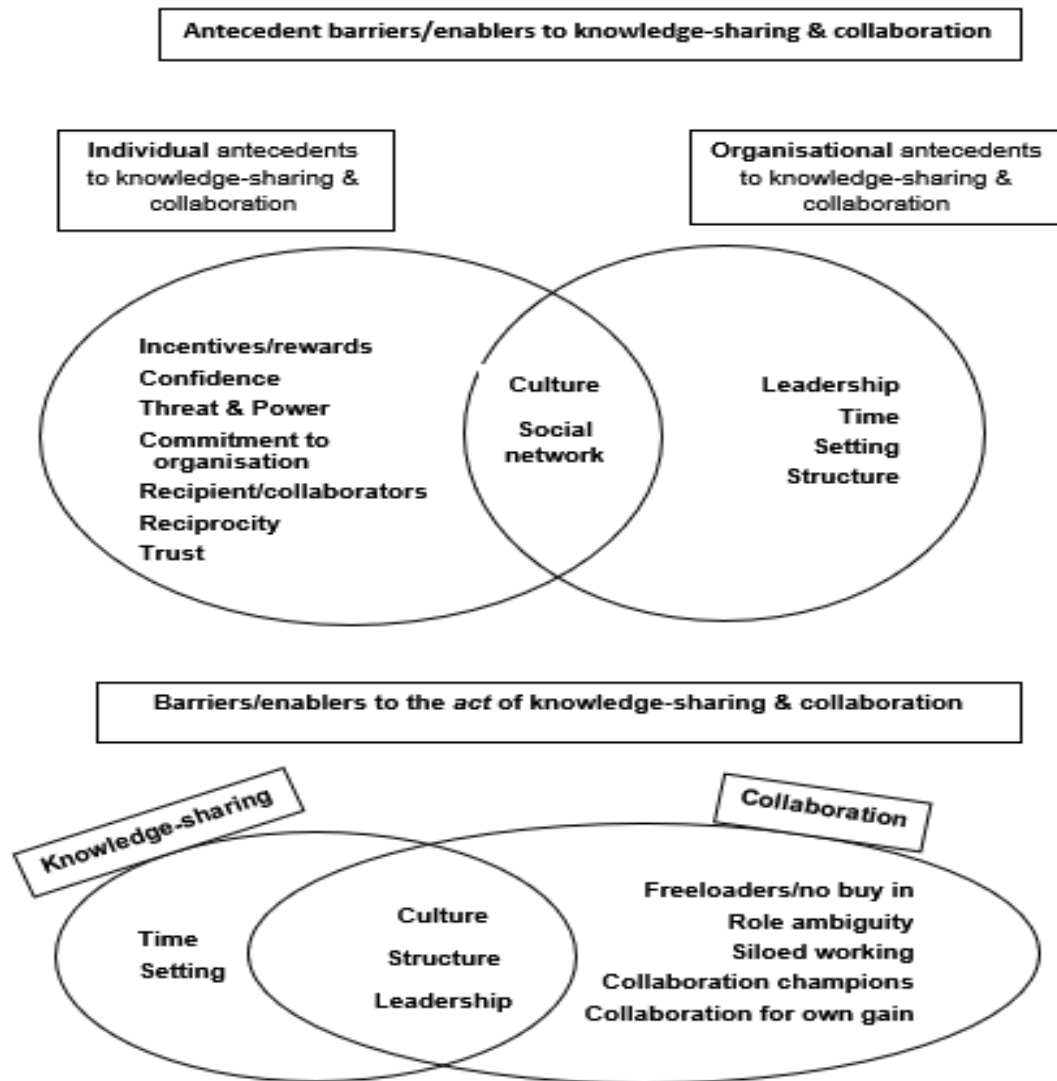 Antecedent barriers/enablers to knowledge-sharing & collaboration
Individual antecedents
to knowledge-sharing &
collaboration
Organisational antecedents
to knowledge-sharing &
collaboration
Incentives/rewards
Confidence
Threat & Power
Commitment to
organisation
Recipient/collaborators
Reciprocity
Trust
Culture
Social
network
Leadership
Time
Setting
Structure
Barriers/enablers to the act of knowledge-sharing & collaboration
Knowledge-sharing
Collaboration
Time
Setting
Culture
Structure
Leadership
Freeloaders/no buy in
Role ambiguity
Siloed working
Collaboration champions
Collaboration for own gain